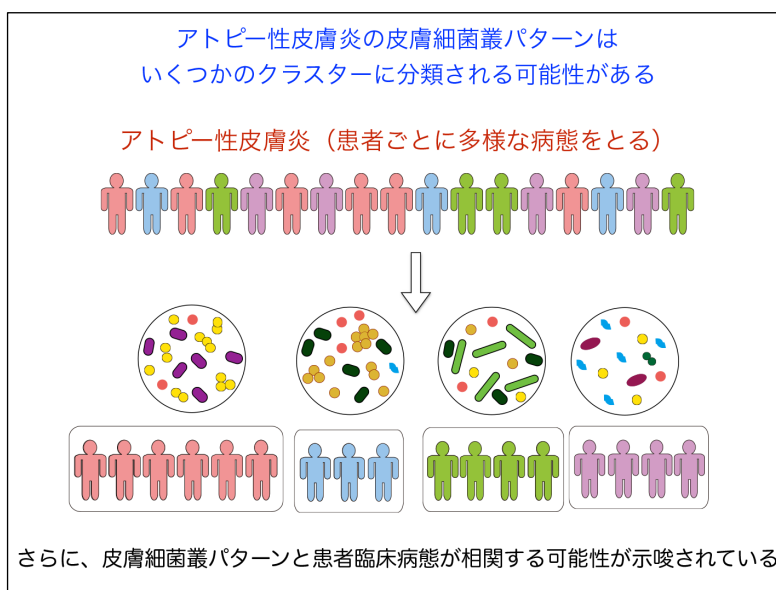 アトピー性皮膚炎の皮膚細菌叢パターンは
いくつかのクラスターに分類される可能性がある
アトピー性皮膚炎（患者ごとに多様な病態をとる）
さらに、皮膚細菌叢パターンと患者臨床病態が相関する可能性が示唆されている